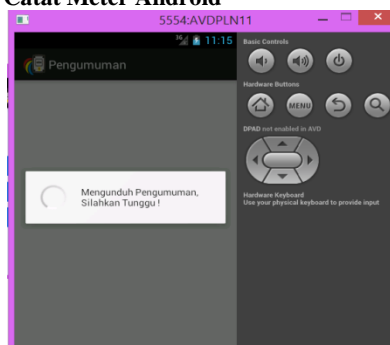 Catat Meter Android
5554:AVDPLN11
3G 11:15
Pengumuman
Mengunduh Pengumuman,
Silahkan Tunggu !
Basic Controls
Hardware Buttons
MENU
DPAD not enabled in AVD
Hardware Keyboard
Use your physical keyboard to provide input